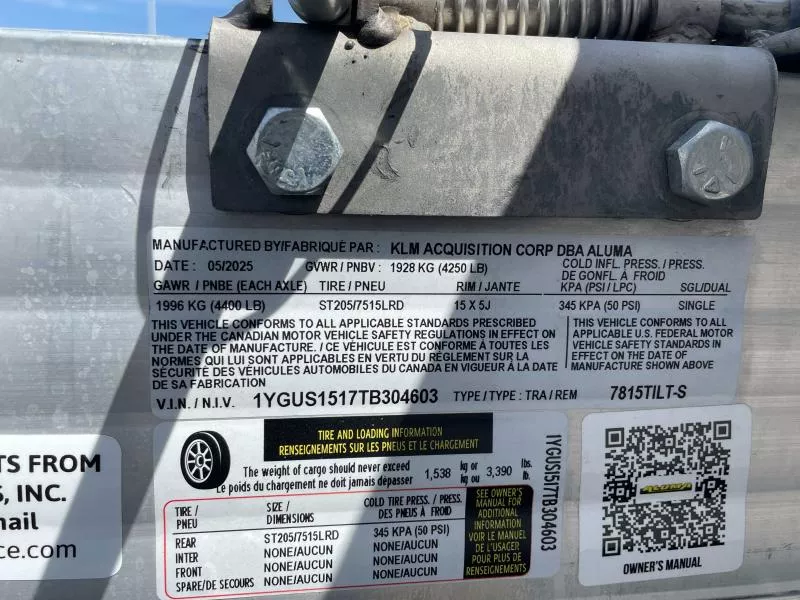 MANUFACTURED BY/FABRIQUÉ PAR : KLM ACQUISITION CORP DBA ALUMA
DATE : 05/2025 GVWR / PNBV : 1928 KG (4250 LB) COLD INFL. PRESS. / PRESS.
DE GONFL. À FROID
GAWR / PNBE (EACH AXLE) TIRE / PNEU RIM / JANTE KPA (PSI / LPC) SGL/DUAL
1996 KG (4400 LB) ST205/7515LRD 15 X 5J 345 KPA (50 PSI) SINGLE
THIS VEHICLE CONFORMS TO ALL APPLICABLE STANDARDS PRESCRIBED
UNDER THE CANADIAN MOTOR VEHICLE SAFETY REGULATIONS IN EFFECT ON
THE DATE OF MANUFACTURE. / CE VÉHICULE EST CONFORME À TOUTES LES
NORMES QUI LUI SONT APPLICABLES EN VERTU DU RÈGLEMENT SUR LA
SÉCURITÉ DES VÉHICULES AUTOMOBILES DU CANADA EN VIGUEUR À LA DATE
DE SA FABRICATION
THIS VEHICLE CONFORMS TO ALL
APPLICABLE U.S. FEDERAL MOTOR
VEHICLE SAFETY STANDARDS IN
EFFECT ON THE DATE OF
MANUFACTURE SHOWN ABOVE
V.I.N. / N.I.V. 1YGUS1517TB304603 TYPE / TYPE : TRA / REM 7815TILT-S
TIRE AND LOADING INFORMATION
RENSEIGNEMENTS SUR LES PNEUS ET LE CHARGEMENT
The weight of cargo should never exceed
Le poids du chargement ne doit jamais dépasser
1,538 kg or kg ou 3,390 lbs. lb.
TIRE / PNEU SIZE / DIMENSIONS COLD TIRE PRESS. / PRESS. DES PNEUS À FROID
REAR ST205/7515LRD 345 KPA (50 PSI)
INTER NONE/AUCUN NONE/AUCUN
FRONT NONE/AUCUN NONE/AUCUN
SPARE/DE SECOURS NONE/AUCUN NONE/AUCUN
SEE OWNER'S
MANUAL FOR
ADDITIONAL
INFORMATION
VOIR LE MANUEL
DE L'USAGER
POUR PLUS DE
RENSEIGNEMENTS
1YGUS1517TB304603
ALUMA
OWNER'S MANUAL
TS FROM
S, INC.
mail
ce.com